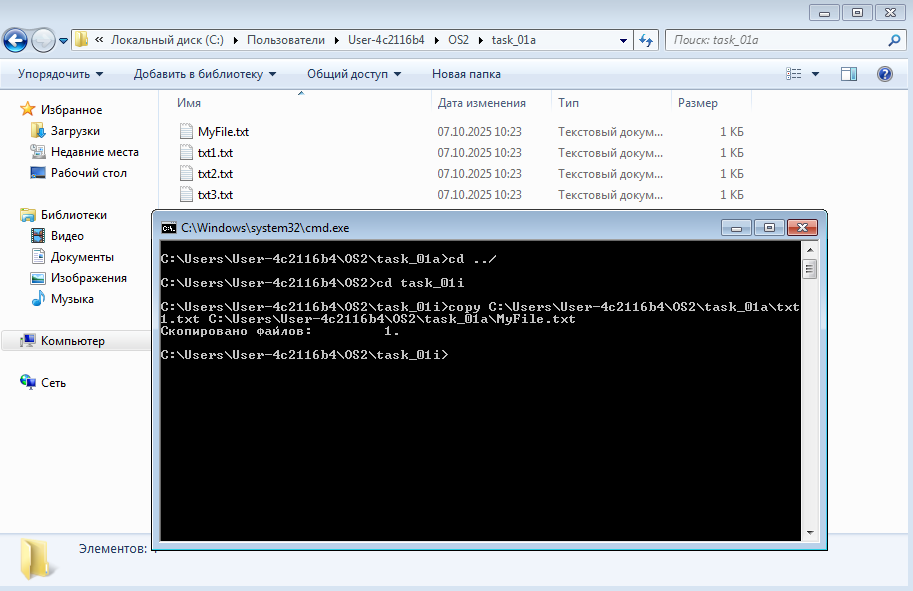 « Локальный диск (C:) ▸ Пользователи ▸ User-4c2116b4 ▸ OS2 ▸ task_01a
Поиск: task_01a
Упорядочить Добавить в библиотеку Общий доступ Новая папка
Избранное
Загрузки
Недавние места
Рабочий стол
Библиотеки
Видео
Документы
Изображения
Музыка
Компьютер
Сеть
Имя Дата изменения Тип Размер
MyFile.txt 07.10.2025 10:23 Текстовый докум... 1 КБ
txt1.txt 07.10.2025 10:23 Текстовый докум... 1 КБ
txt2.txt 07.10.2025 10:23 Текстовый докум... 1 КБ
txt3.txt 07.10.2025 10:23 Текстовый докум... 1 КБ
C:\Windows\system32\cmd.exe
C:\Users\User-4c2116b4\OS2\task_01a>cd ../
C:\Users\User-4c2116b4\OS2>cd task_01i
C:\Users\User-4c2116b4\OS2\task_01i>copy C:\Users\User-4c2116b4\OS2\task_01a\txt
1.txt C:\Users\User-4c2116b4\OS2\task_01a\MyFile.txt
Скопировано файлов: 1.
C:\Users\User-4c2116b4\OS2\task_01i>
Элементов: